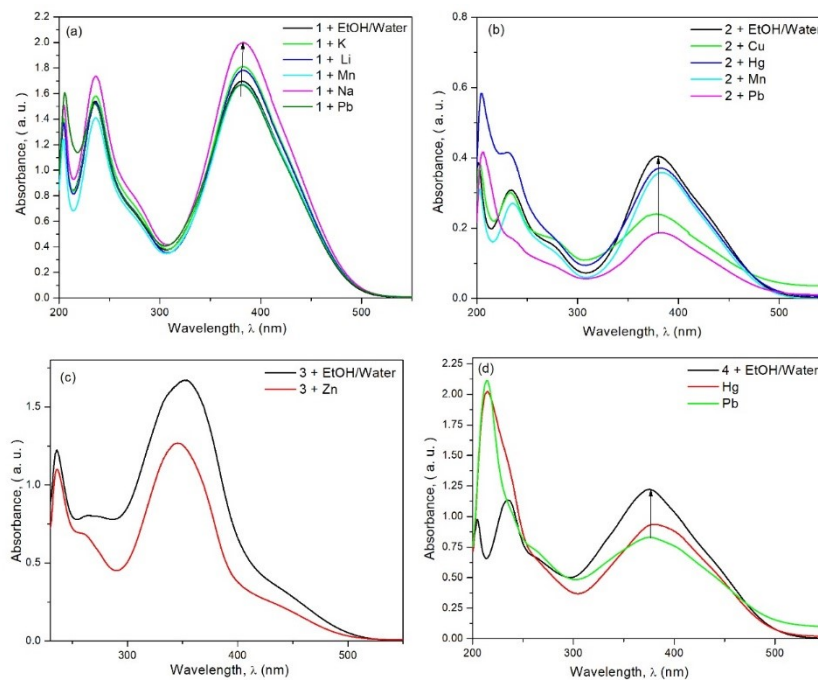 (a)
1 + EtOH/Water
1 + K
1 + Li
1 + Mn
1 + Na
1 + Pb
2.2
2.0
1.8
1.6
1.4
1.2
1.0
0.8
0.6
0.4
0.2
0.0
Absorbance, ( a. u. )
200 250 300 350 400 450 500 550
Wavelength, λ (nm)
(b)
2 + EtOH/Water
2 + Cu
2 + Hg
2 + Mn
2 + Pb
0.8
0.6
0.4
0.2
0.0
Absorbance, ( a. u. )
200 300 400 500
Wavelength, λ (nm)
(c)
3 + EtOH/Water
3 + Zn
1.5
1.0
0.5
0.0
Absorbance, ( a. u. )
300 400 500
Wavelength, λ (nm)
(d)
4 + EtOH/Water
Hg
Pb
2.25
2.00
1.75
1.50
1.25
1.00
0.75
0.50
0.25
0.00
Absorbance, ( a. u. )
200 300 400 500
Wavelength, λ (nm)